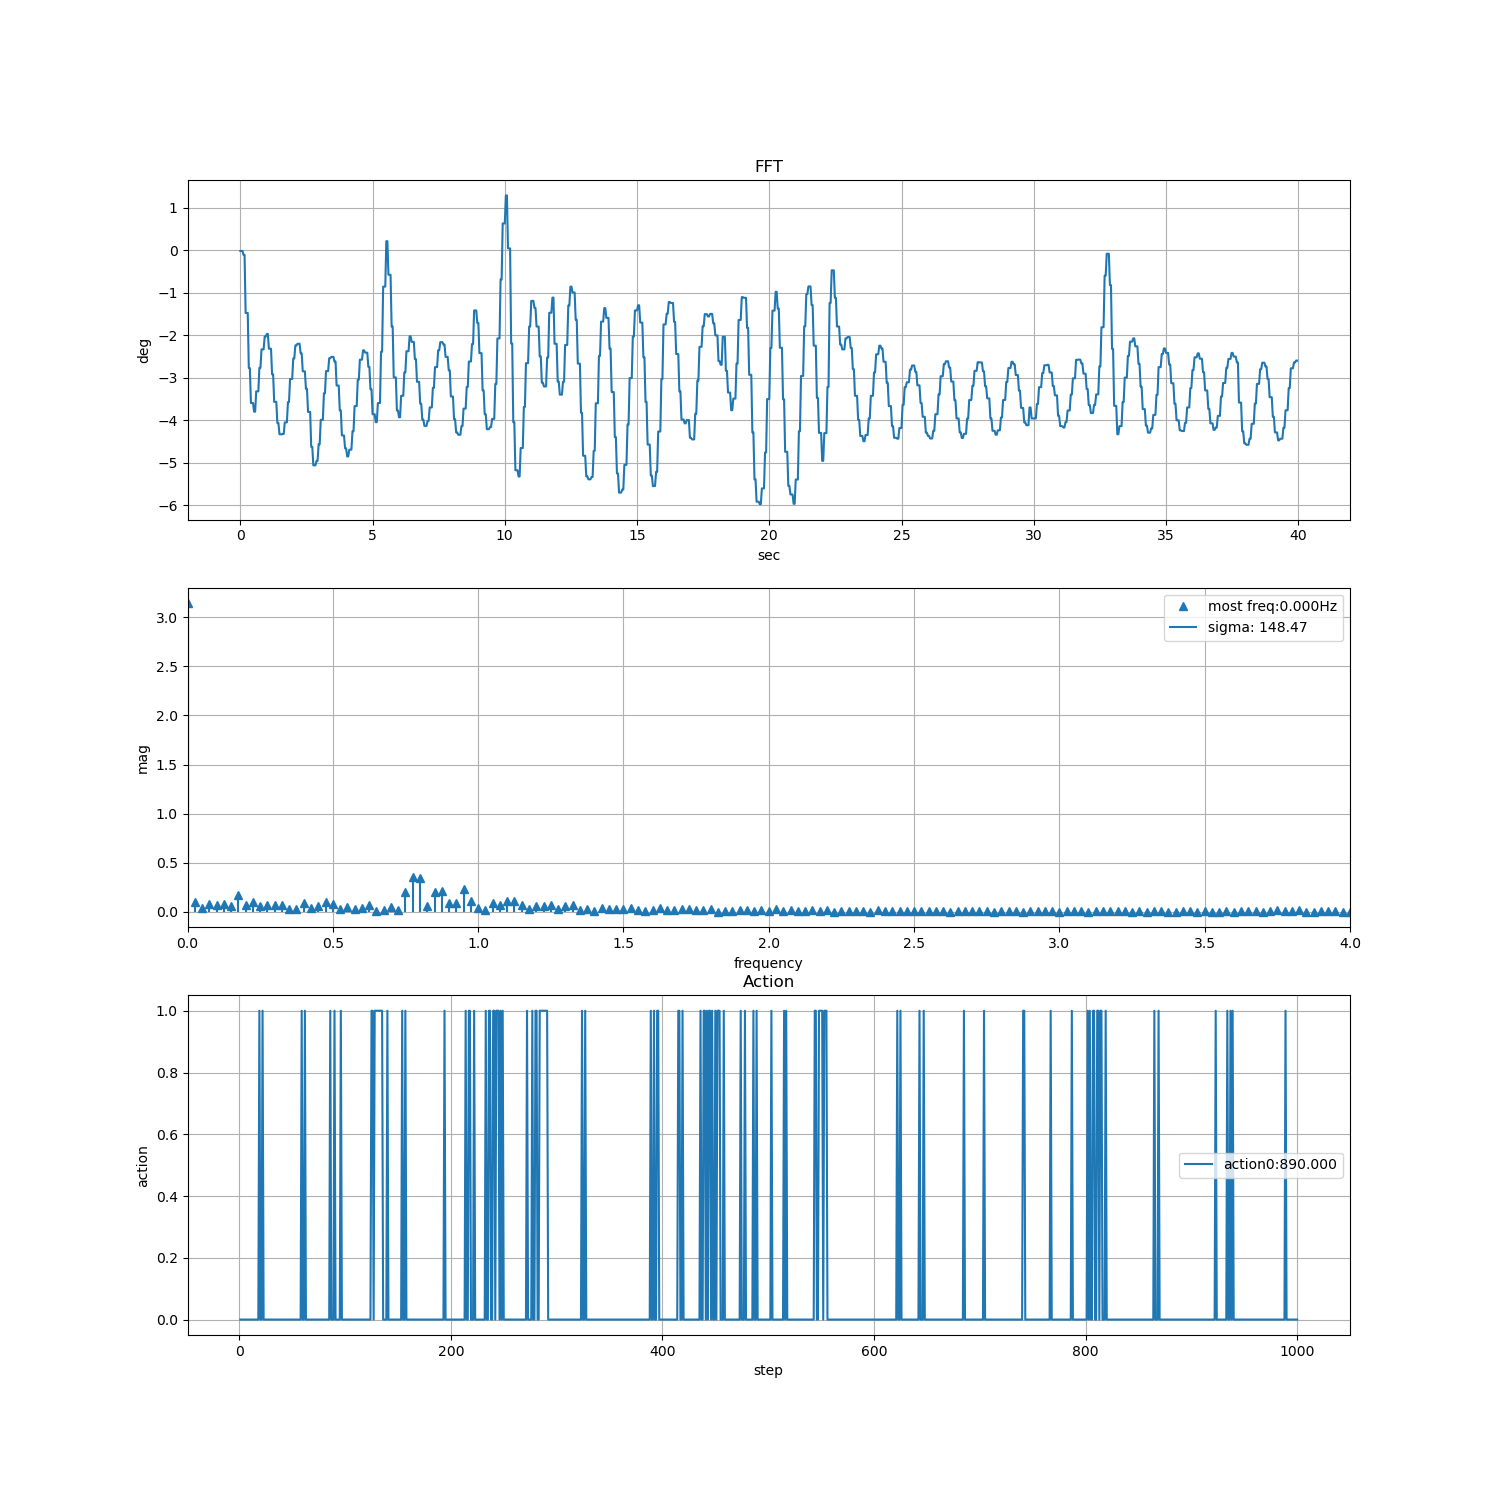 FFT
1
0
−1
−2
−3
−4
−5
−6
deg
0 5 10 15 20 25 30 35 40
sec
3.0
2.5
2.0
1.5
1.0
0.5
0.0
mag
most freq:0.000Hz
sigma: 148.47
0.0 0.5 1.0 1.5 2.0 2.5 3.0 3.5 4.0
frequency
Action
1.0
0.8
0.6
0.4
0.2
0.0
action
action0:890.000
0 200 400 600 800 1000
step